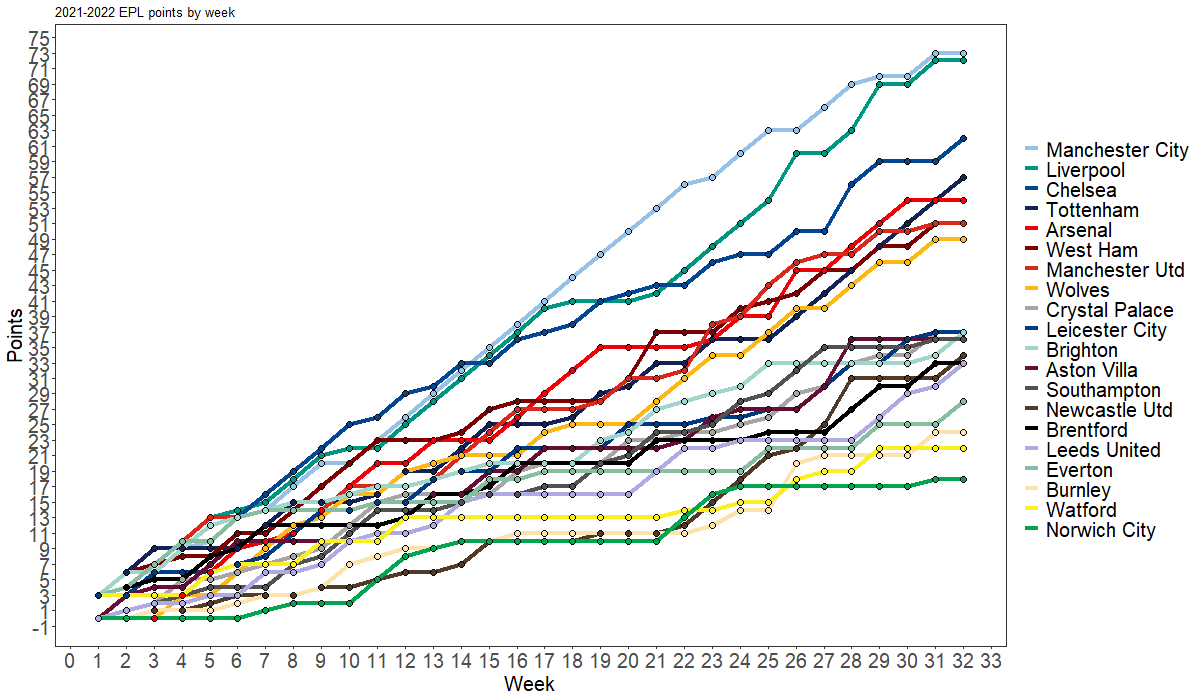 2021-2022 EPL points by week
75
73
71
69
67
65
63
61
59
57
55
53
51
49
47
45
43
41
39
37
35
33
31
29
27
25
23
21
19
17
15
13
11
9
7
5
3
1
-1
Points
0 1 2 3 4 5 6 7 8 9 10 11 12 13 14 15 16 17 18 19 20 21 22 23 24 25 26 27 28 29 30 31 32 33
Week
Manchester City
Liverpool
Chelsea
Tottenham
Arsenal
West Ham
Manchester Utd
Wolves
Crystal Palace
Leicester City
Brighton
Aston Villa
Southampton
Newcastle Utd
Brentford
Leeds United
Everton
Burnley
Watford
Norwich City